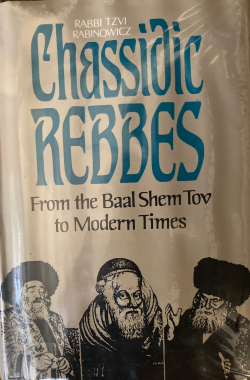 RABBI TZVI
RABINOWICZ
Chassidic
REBBES
From the Baal Shem Tov
to Modern Times